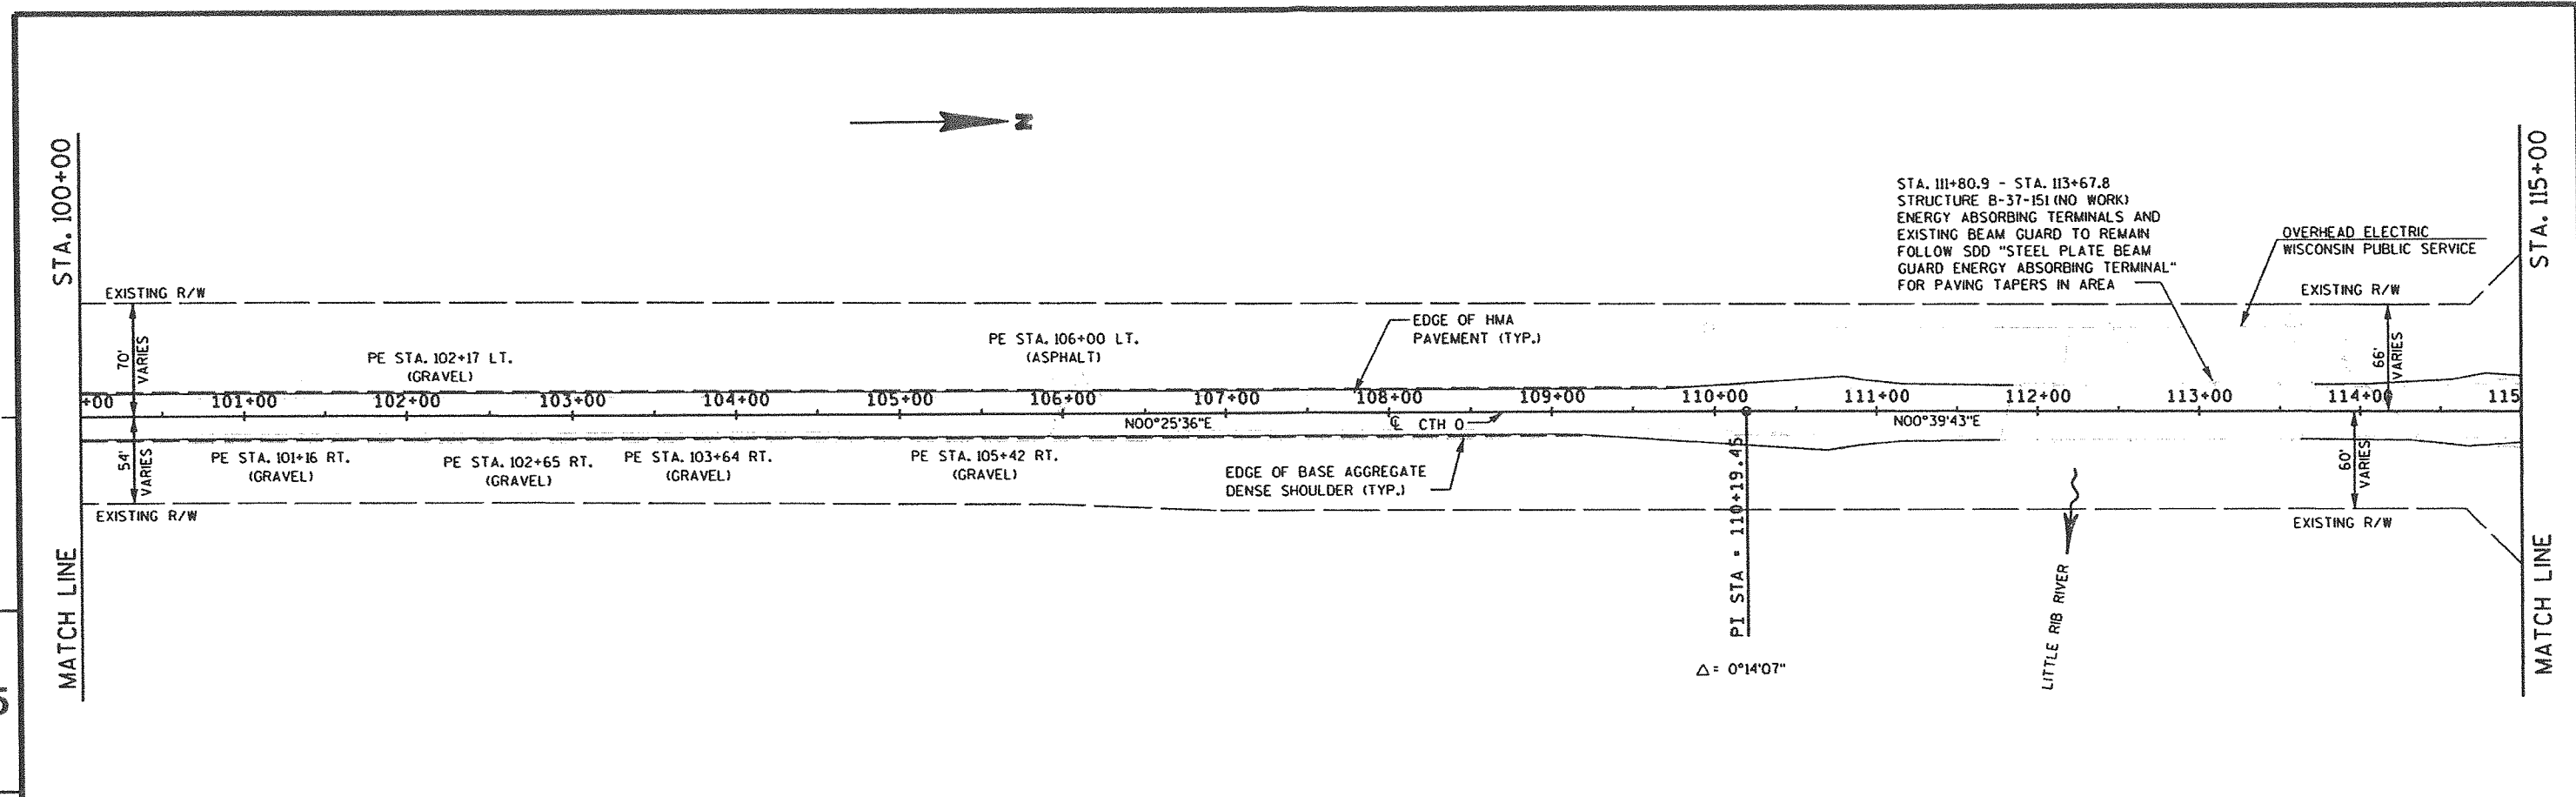 N
STA. 100+00
STA. 115+00
STA. 111+80.9 - STA. 113+67.8
STRUCTURE B-37-151 (NO WORK)
ENERGY ABSORBING TERMINALS AND
EXISTING BEAM GUARD TO REMAIN
FOLLOW SDD "STEEL PLATE BEAM
GUARD ENERGY ABSORBING TERMINAL"
FOR PAVING TAPERS IN AREA
OVERHEAD ELECTRIC
WISCONSIN PUBLIC SERVICE
EXISTING R/W
EXISTING R/W
EDGE OF HMA
PAVEMENT (TYP.)
PE STA. 106+00 LT.
(ASPHALT)
PE STA. 102+17 LT.
(GRAVEL)
70'
VARIES
66'
VARIES
+00 101+00 102+00 103+00 104+00 105+00 106+00 107+00 108+00 109+00 110+00 111+00 112+00 113+00 114+00 115
N00°25'36"E
℄ CTH O
N00°39'43"E
54'
VARIES
PE STA. 101+16 RT.
(GRAVEL)
PE STA. 102+65 RT.
(GRAVEL)
PE STA. 103+64 RT.
(GRAVEL)
PE STA. 105+42 RT.
(GRAVEL)
EDGE OF BASE AGGREGATE
DENSE SHOULDER (TYP.)
60'
VARIES
EXISTING R/W
EXISTING R/W
PI STA = 110+19.45
Δ = 0°14'07"
LITTLE RIB RIVER
MATCH LINE
MATCH LINE